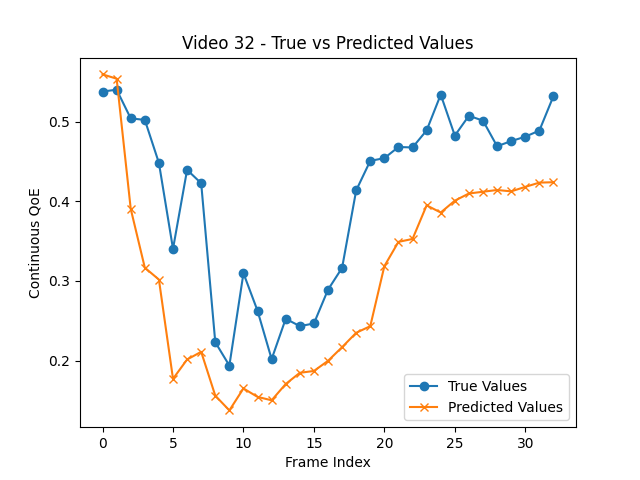 Video 32 - True vs Predicted Values
Continuous QoE
0.5
0.4
0.3
0.2
0 5 10 15 20 25 30
Frame Index
True Values
Predicted Values